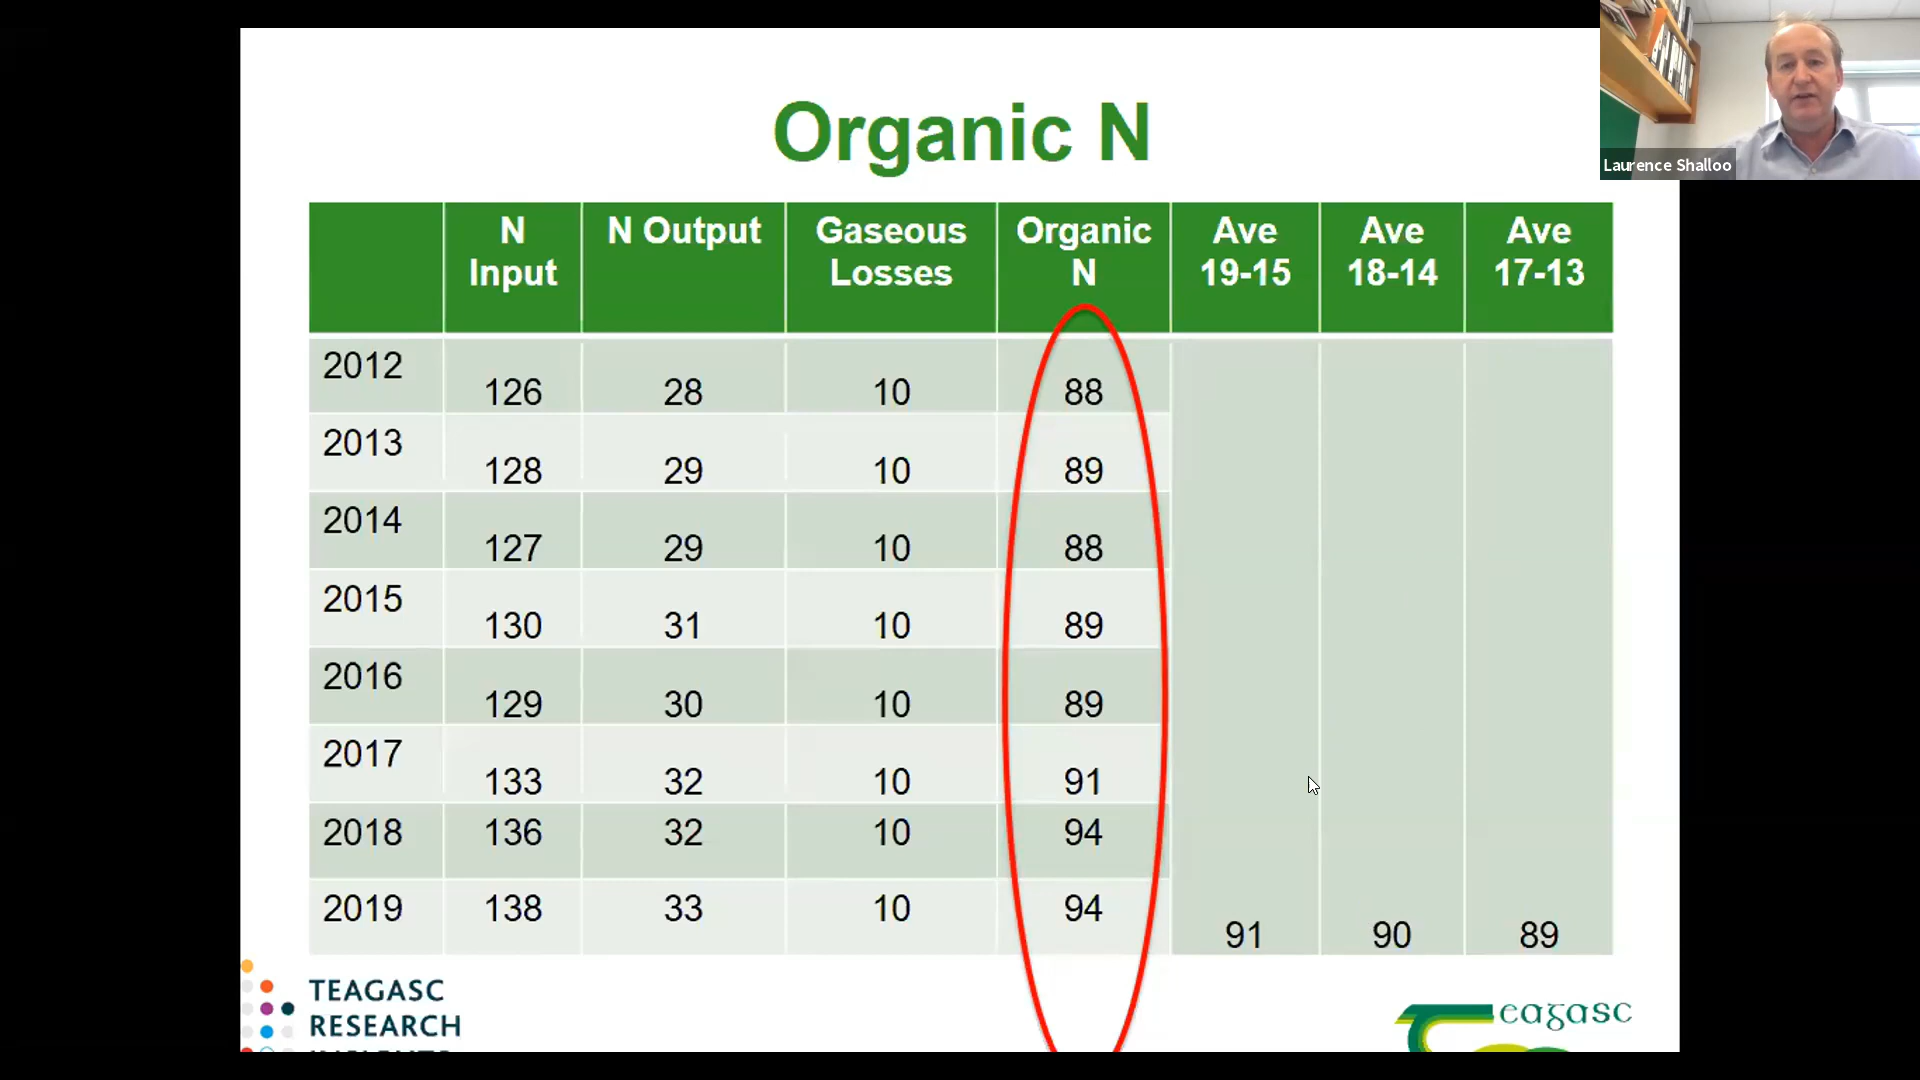 Organic N
N Input N Output Gaseous Losses Organic N Ave 19-15 Ave 18-14 Ave 17-13
2012 126 28 10 88
2013 128 29 10 89
2014 127 29 10 88
2015 130 31 10 89
2016 129 30 10 89
2017 133 32 10 91
2018 136 32 10 94
2019 138 33 10 94 91 90 89
TEAGASC
RESEARCH
eagasc
Laurence Shalloo